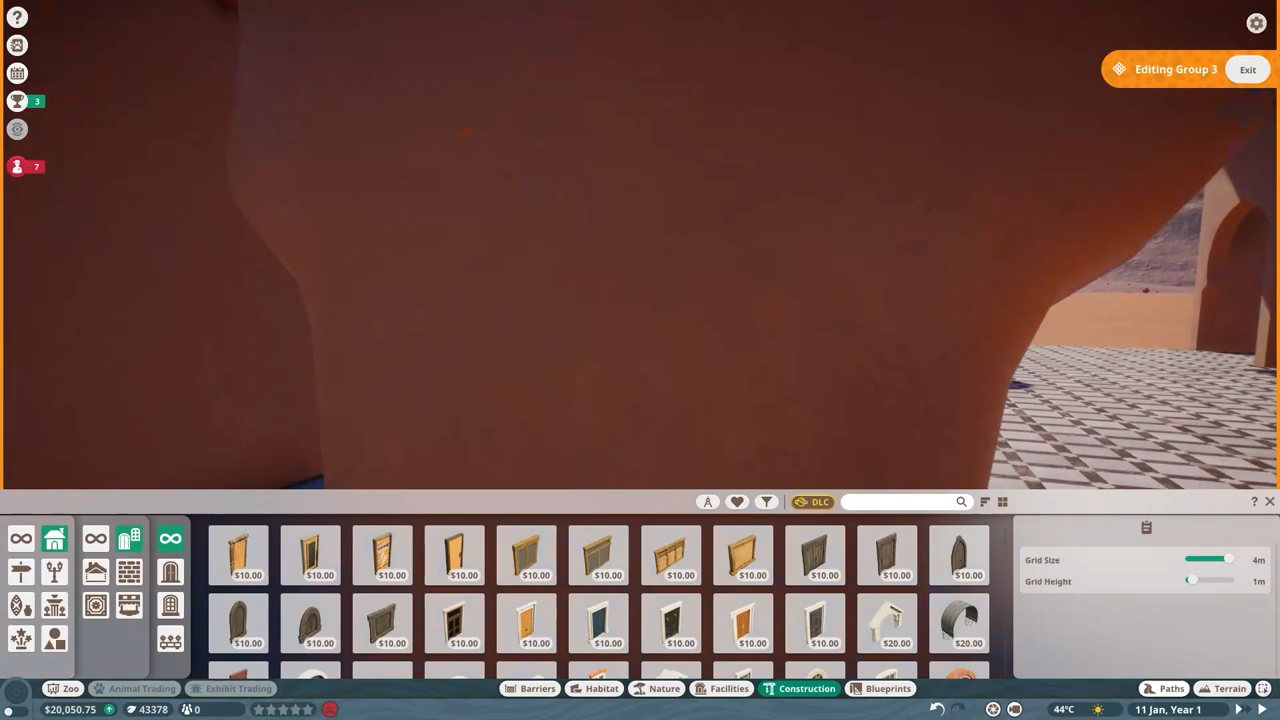 ?
Editing Group 3 Exit
3
7
DLC
? ×
$10.00 $10.00 $10.00 $10.00 $10.00 $10.00 $10.00 $10.00 $10.00 $10.00 $10.00
$10.00 $10.00 $10.00 $10.00 $10.00 $10.00 $10.00 $10.00 $10.00 $20.00 $20.00
Grid Size 4m
Grid Height 1m
Zoo Animal Trading Exhibit Trading Barriers Habitat Nature Facilities Construction Blueprints Paths Terrain
$20,050.75 43378 0 44°C 11 Jan, Year 1